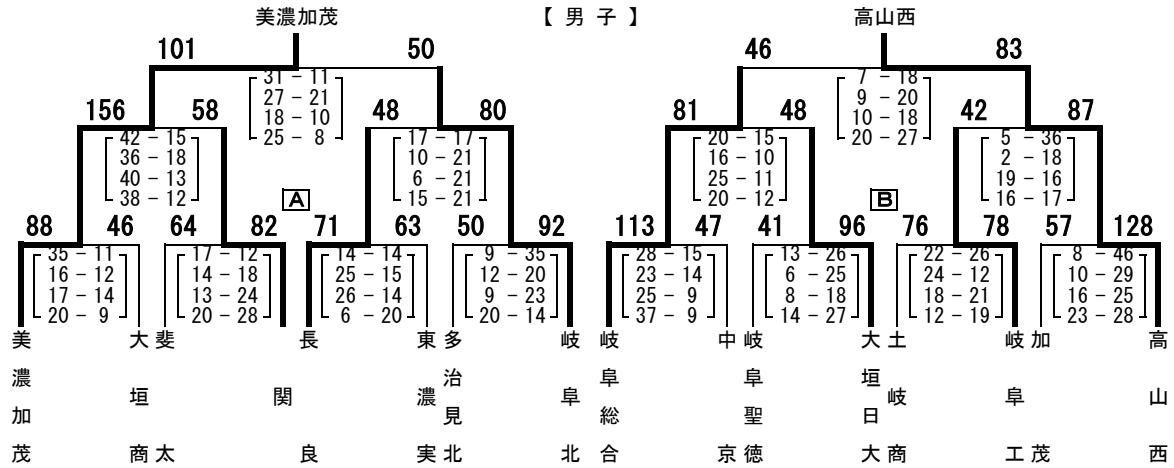 美濃加茂 【 男 子 】 高山西
101 50 46 83
31 - 11 7 - 18
27 - 21 9 - 20
18 - 10 10 - 18
25 - 8 20 - 27
156 58 48 80 81 48 42 87
42 - 15 17 - 17 20 - 15 5 - 36
36 - 18 10 - 21 16 - 10 2 - 18
40 - 13 6 - 21 25 - 11 19 - 16
38 - 12 15 - 21 20 - 12 16 - 17
A B
88 46 64 82 71 63 50 92 113 47 41 96 76 78 57 128
35 - 11 17 - 12 14 - 14 9 - 35 28 - 15 13 - 26 22 - 26 8 - 46
16 - 12 14 - 18 25 - 15 12 - 20 23 - 14 6 - 25 24 - 12 10 - 29
17 - 14 13 - 24 26 - 14 9 - 23 25 - 9 8 - 18 18 - 21 16 - 25
20 - 9 20 - 28 6 - 20 20 - 14 37 - 9 14 - 27 12 - 19 23 - 28
美濃加茂
大垣商
斐太
関
長良
東濃実
多治見北
岐阜北
岐阜総合
中京
岐阜聖徳
大垣日大
土岐商
岐阜工
加茂
高山西